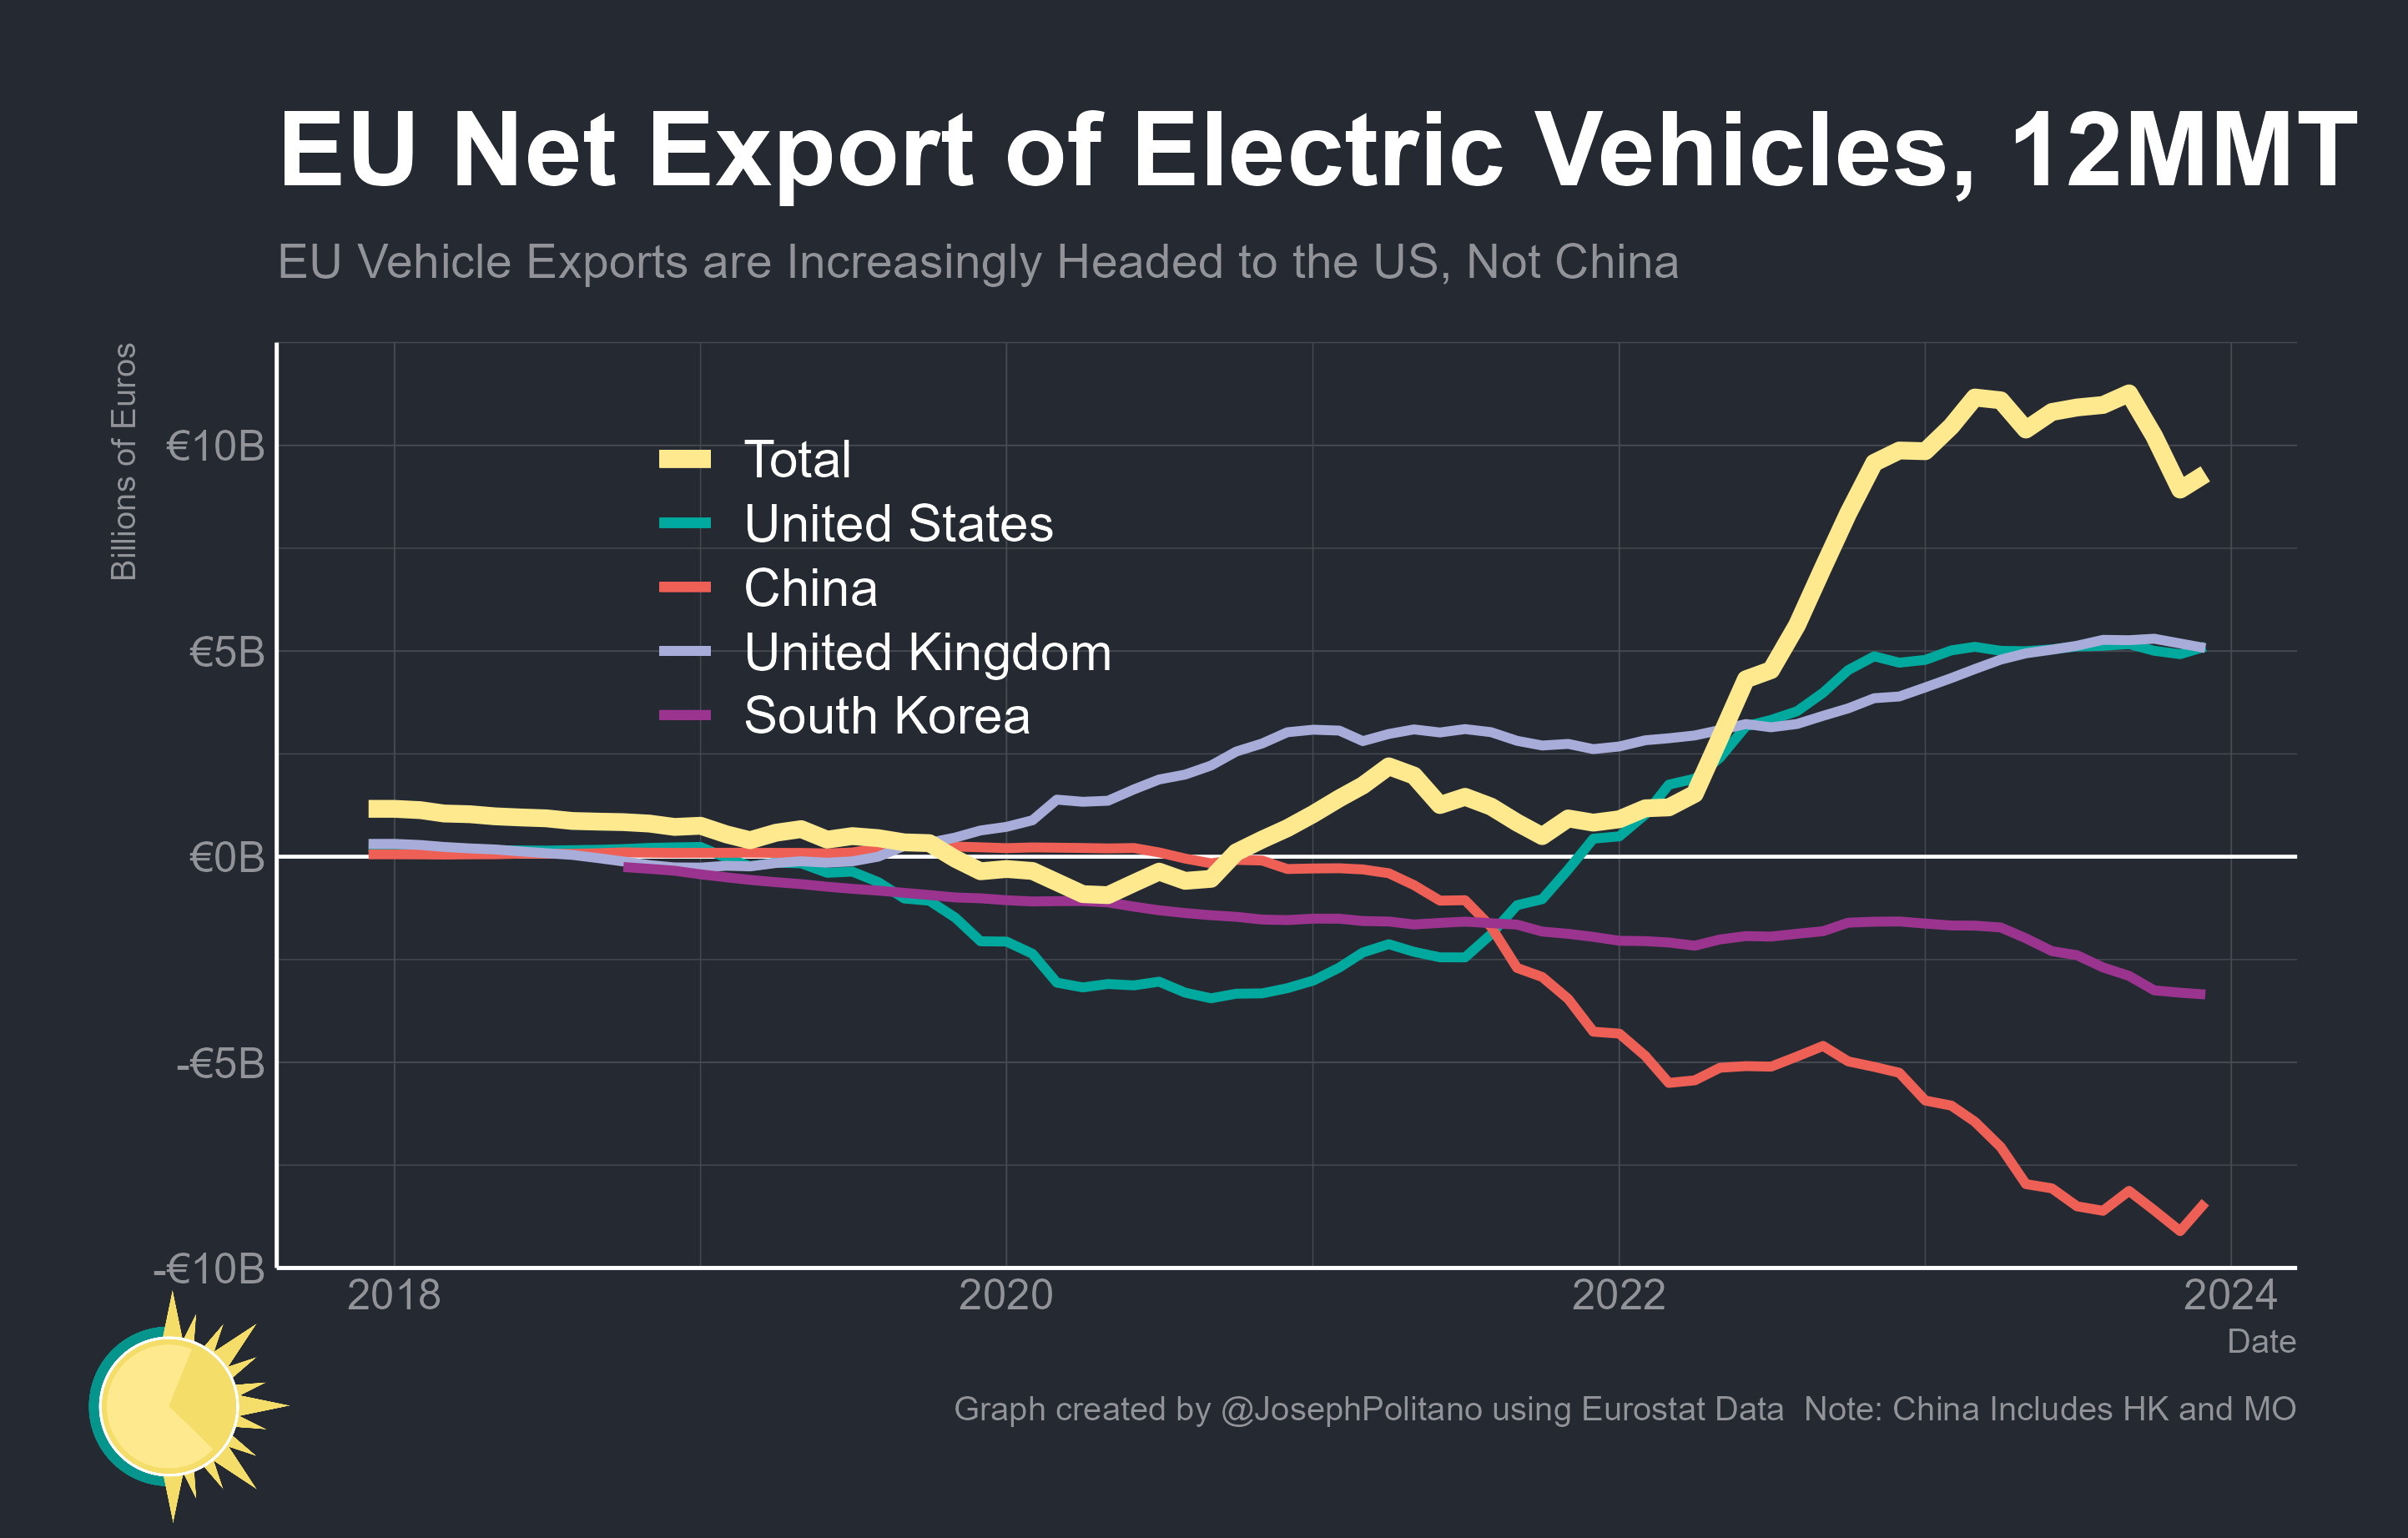 EU Net Export of Electric Vehicles, 12MMT
EU Vehicle Exports are Increasingly Headed to the US, Not China
Billions of Euros
€10B
€5B
€0B
-€5B
-€10B
Total
United States
China
United Kingdom
South Korea
2018
2020
2022
2024
Date
Graph created by @JosephPolitano using Eurostat Data  Note: China Includes HK and MO